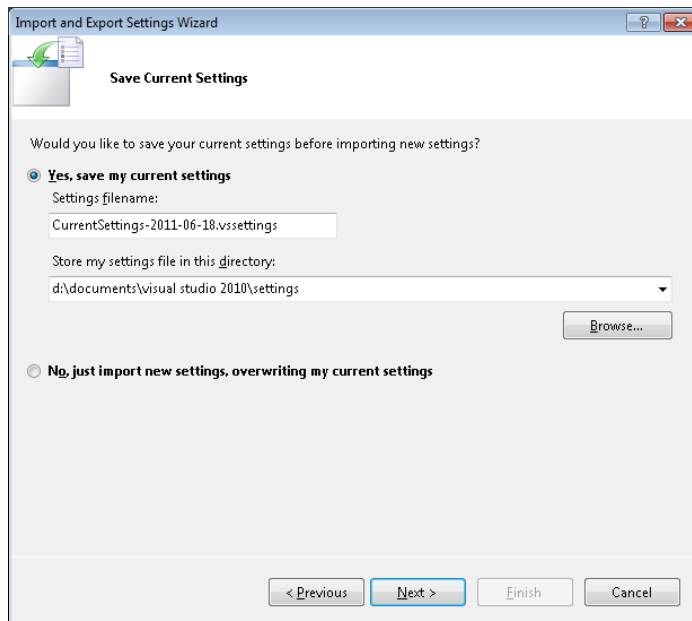 Import and Export Settings Wizard
?
Save Current Settings
Would you like to save your current settings before importing new settings?
Yes, save my current settings
Settings filename:
CurrentSettings-2011-06-18.vssettings
Store my settings file in this directory:
d:\documents\visual studio 2010\settings
Browse...
No, just import new settings, overwriting my current settings
< Previous Next > Finish Cancel